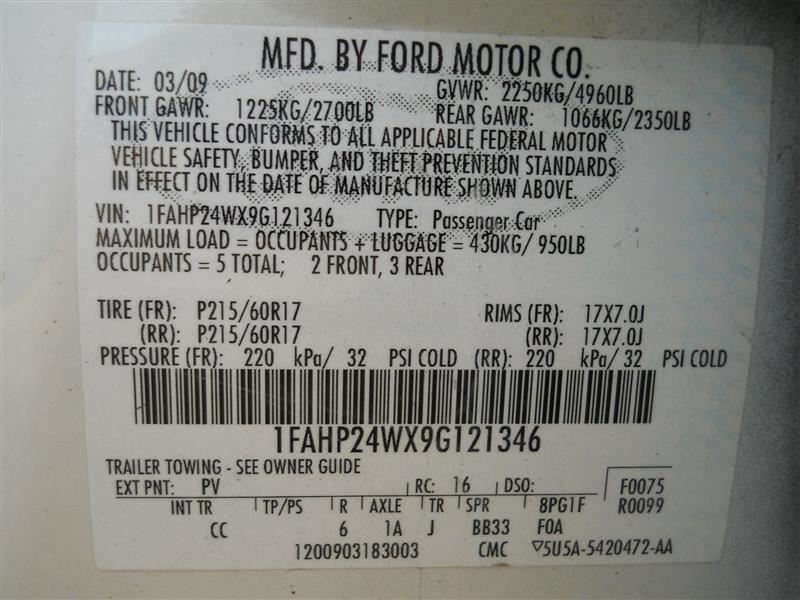 MFD. BY FORD MOTOR CO.
DATE: 03/09 GVWR: 2250KG/4960LB
FRONT GAWR: 1225KG/2700LB REAR GAWR: 1066KG/2350LB
THIS VEHICLE CONFORMS TO ALL APPLICABLE FEDERAL MOTOR
VEHICLE SAFETY, BUMPER, AND THEFT PREVENTION STANDARDS
IN EFFECT ON THE DATE OF MANUFACTURE SHOWN ABOVE.
VIN: 1FAHP24WX9G121346 TYPE: Passenger Car
MAXIMUM LOAD = OCCUPANTS + LUGGAGE = 430KG/ 950LB
OCCUPANTS = 5 TOTAL; 2 FRONT, 3 REAR
TIRE (FR): P215/60R17 RIMS (FR): 17X7.0J
(RR): P215/60R17 (RR): 17X7.0J
PRESSURE (FR): 220 kPa/ 32 PSI COLD (RR): 220 kPa/ 32 PSI COLD
1FAHP24WX9G121346
TRAILER TOWING - SEE OWNER GUIDE
EXT PNT: PV RC: 16 DSO: F0075
INT TR TP/PS R AXLE TR SPR 8PG1F R0099
CC 6 1A J BB33 FOA
1200903183003 CMC ▽5U5A-5420472-AA